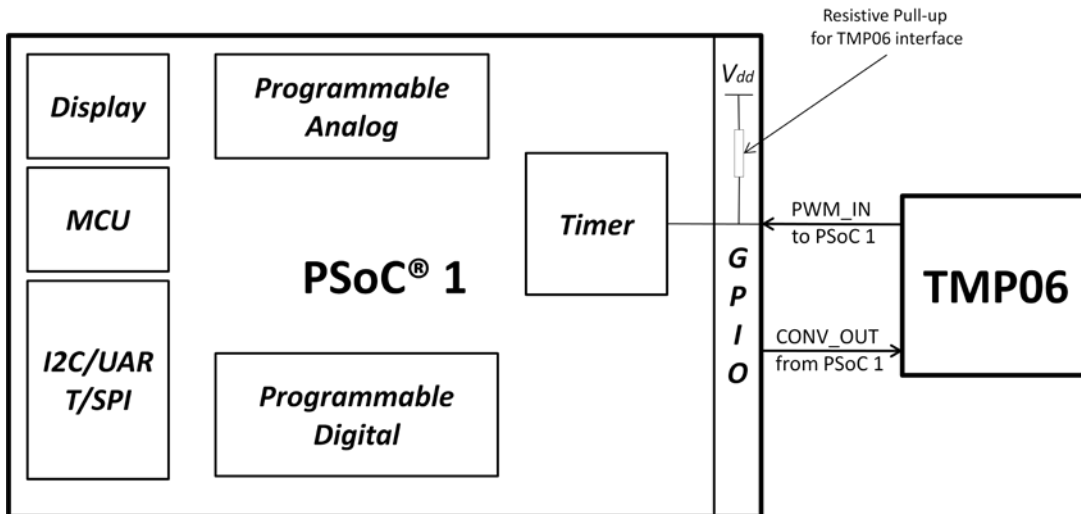 Resistive Pull-up
for TMP06 interface
Display
Programmable
Analog
Vdd
MCU
Timer
PWM_IN
to PSoC 1
TMP06
PSoC® 1
G
P
I
O
CONV_OUT
from PSoC 1
I2C/UAR
T/SPI
Programmable
Digital